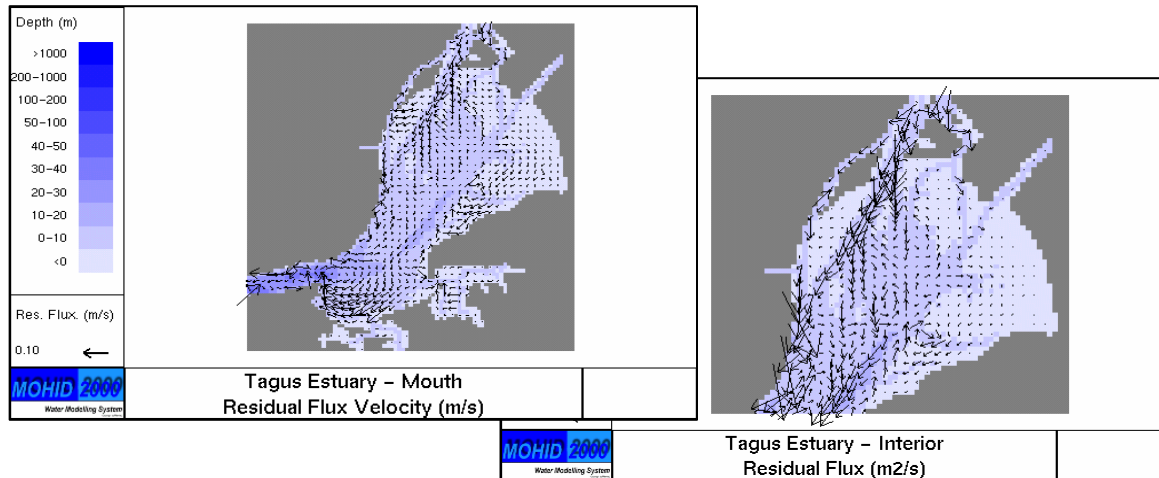 Depth (m)
>1000
200-1000
100-200
50-100
40-50
30-40
20-30
10-20
0-10
<0
Res. Flux. (m/s)
0.10
MOHID 2000
Water Modelling System
Tagus Estuary - Mouth
Residual Flux Velocity (m/s)
MOHID 2000
Water Modelling System
Tagus Estuary - Interior
Residual Flux (m2/s)